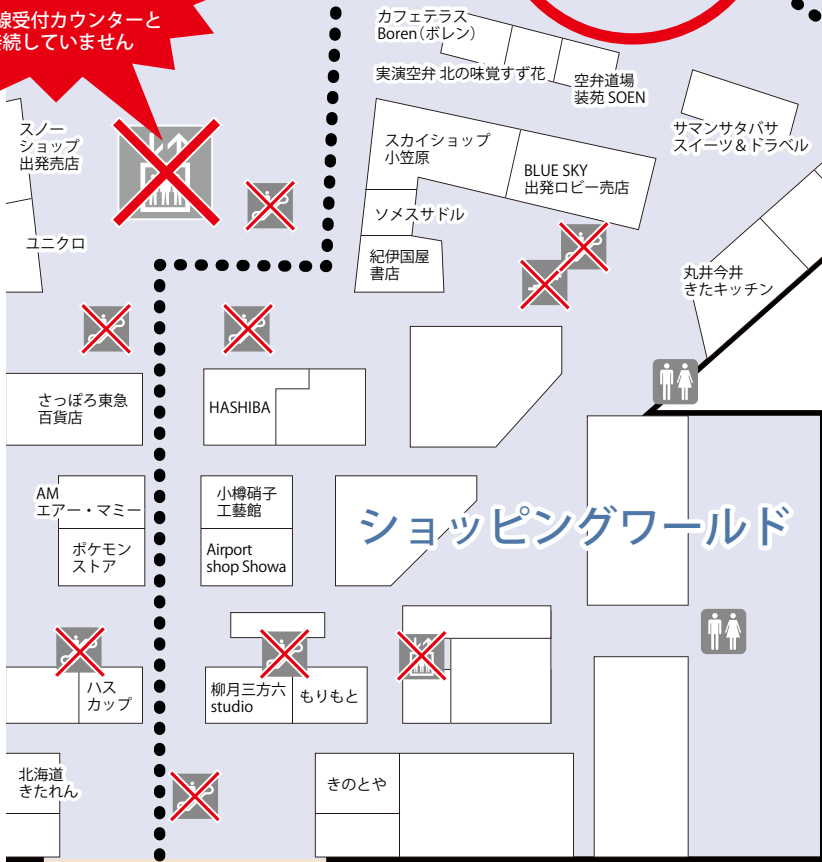 線受付カウンターと
接続していません
カフェテラス
Boren（ボレン）
実演空弁 北の味覚すず花
空弁道場
装苑 SOEN
スノー
ショップ
出発売店
スカイショップ
小笠原
BLUE SKY
出発ロビー売店
サマンサタバサ
スイーツ＆ドラベル
ソメスサドル
ユニクロ
紀伊国屋
書店
丸井今井
きたキッチン
さっぽろ東急
百貨店
HASHIBA
AM
エアー・マミー
小樽硝子
工藝館
ショッピングワールド
ポケモン
ストア
Airport
shop Showa
ハス
カップ
柳月三方六
studio
もりもと
北海道
きたれん
きのとや